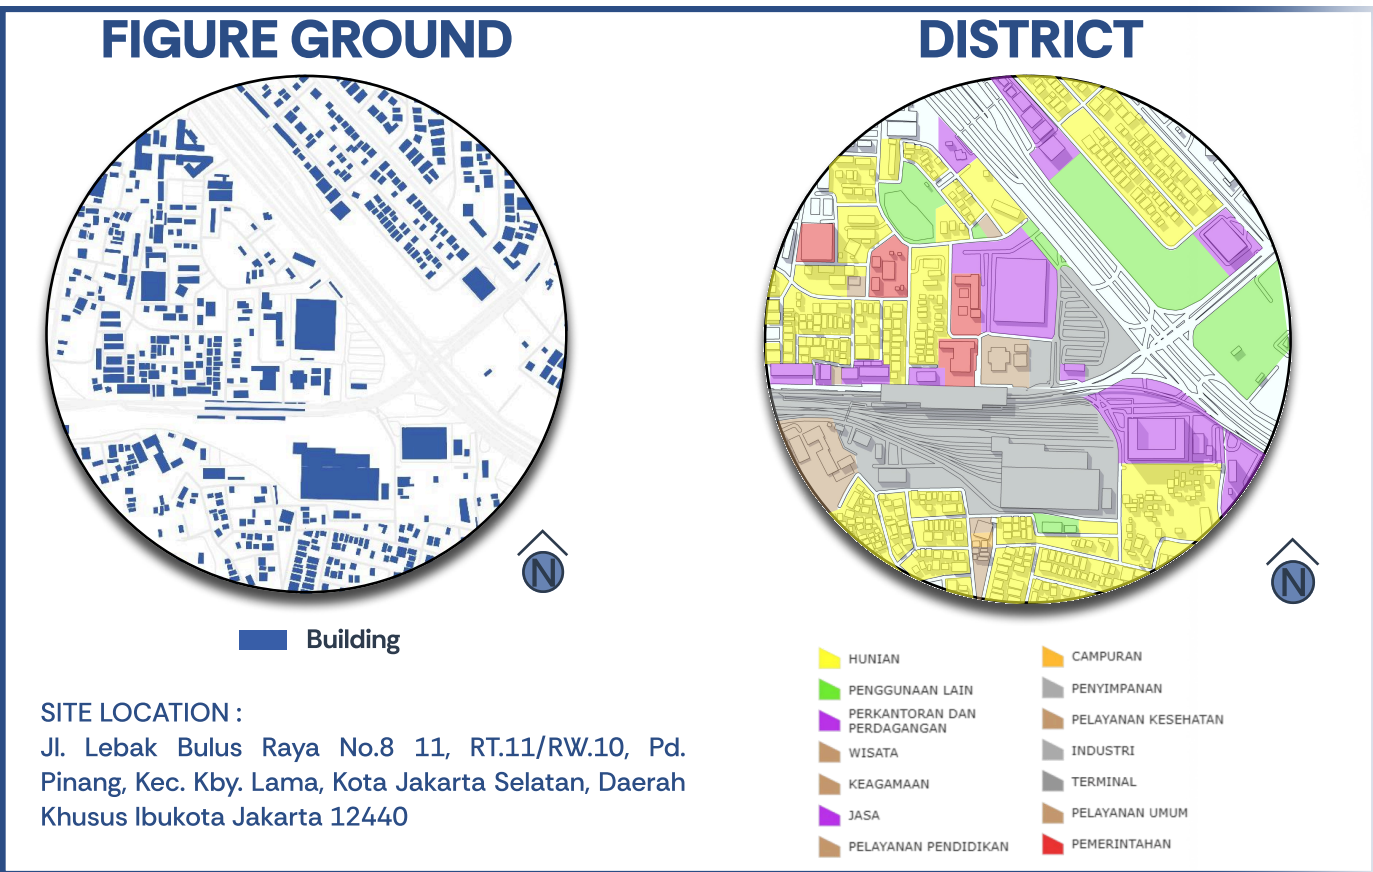 FIGURE GROUND
N
Building
SITE LOCATION :
Jl. Lebak Bulus Raya No.8 11, RT.11/RW.10, Pd.
Pinang, Kec. Kby. Lama, Kota Jakarta Selatan, Daerah
Khusus Ibukota Jakarta 12440
DISTRICT
N
HUNIAN
PENGGUNAAN LAIN
PERKANTORAN DAN
PERDAGANGAN
WISATA
KEAGAMAAN
JASA
PELAYANAN PENDIDIKAN
CAMPURAN
PENYIMPANAN
PELAYANAN KESEHATAN
INDUSTRI
TERMINAL
PELAYANAN UMUM
PEMERINTAHAN